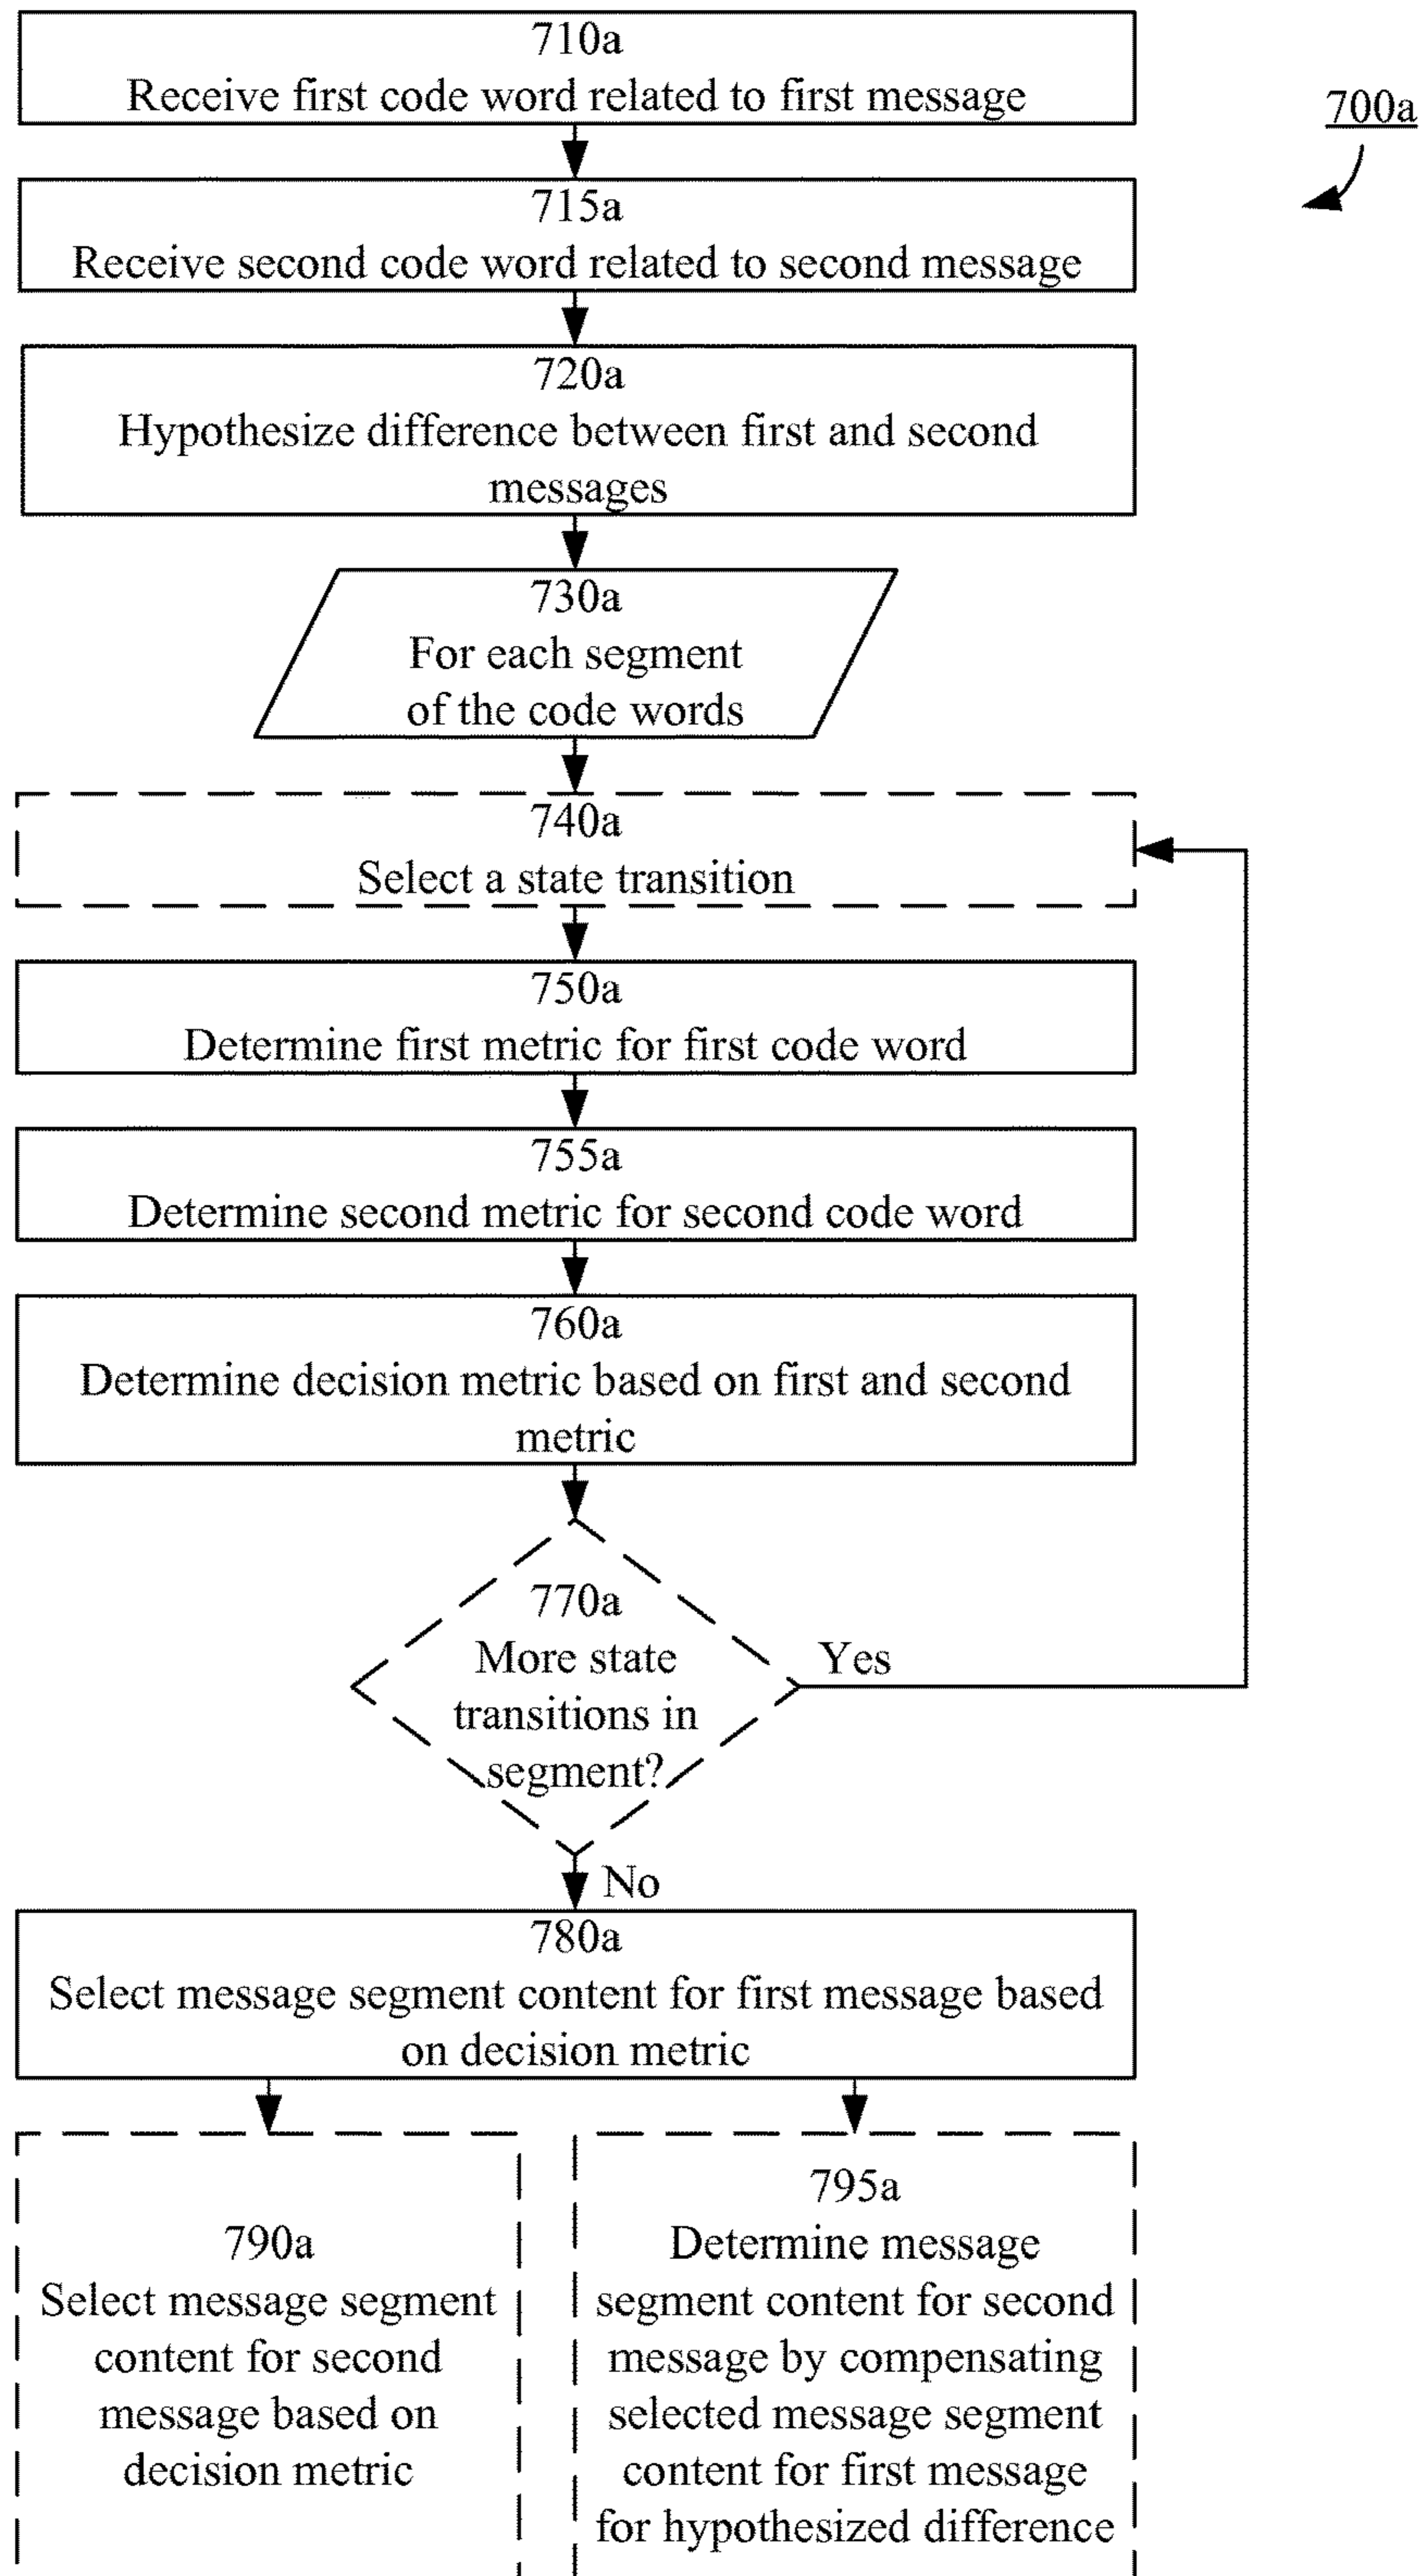 710a
Receive first code word related to first message
700a
715a
Receive second code word related to second message
720a
Hypothesize difference between first and second
messages
730a
For each segment
of the code words
740a
Select a state transition
750a
Determine first metric for first code word
755a
Determine second metric for second code word
760a
Determine decision metric based on first and second
metric
770a
More state
transitions in
segment?
Yes
No
780a
Select message segment content for first message based
on decision metric
790a
Select message segment
content for second
message based on
decision metric
795a
Determine message
segment content for second
message by compensating
selected message segment
content for first message
for hypothesized difference